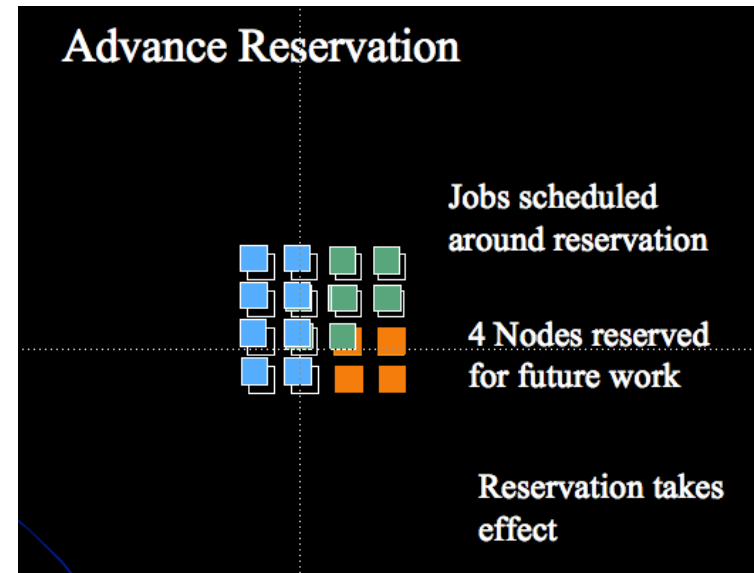 Advance Reservation
Jobs scheduled
around reservation
4 Nodes reserved
for future work
Reservation takes
effect